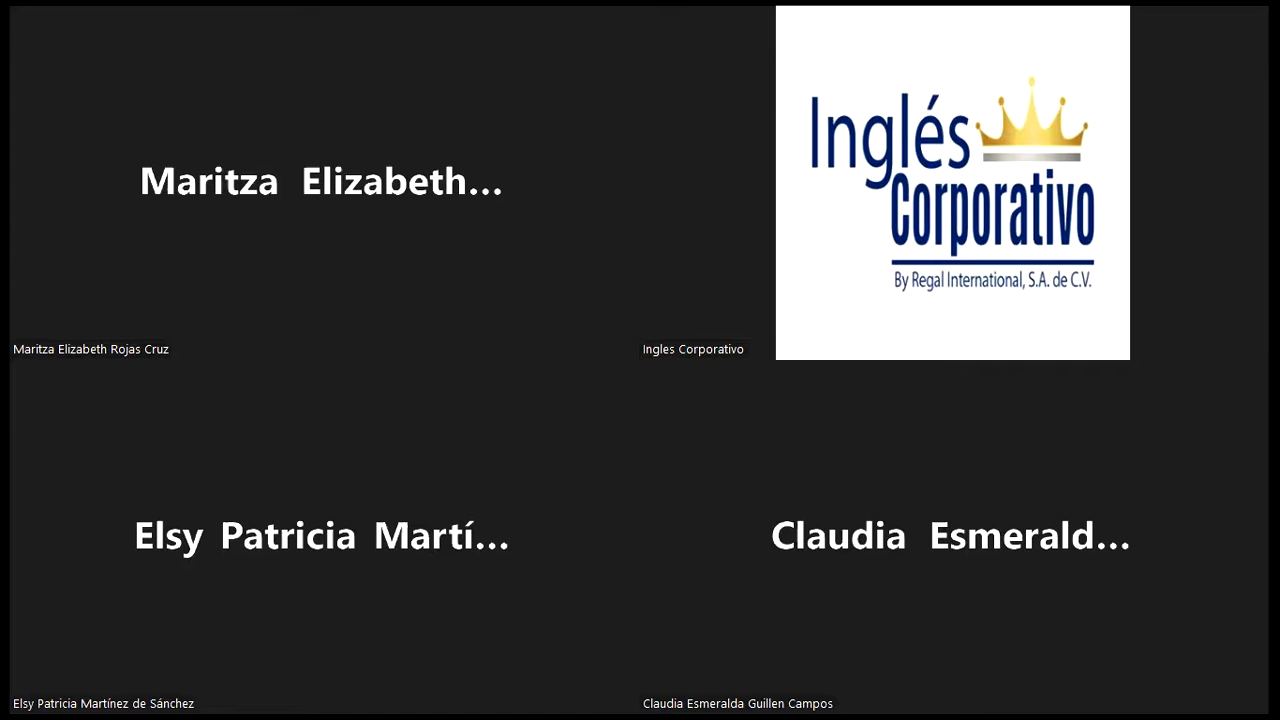 Maritza Elizabeth...
Maritza Elizabeth Rojas Cruz
Inglés
Corporativo
By Regal International, S.A. de C.V.
Ingles Corporativo
Elsy Patricia Martí...
Elsy Patricia Martínez de Sánchez
Claudia Esmerald...
Claudia Esmeralda Guillen Campos